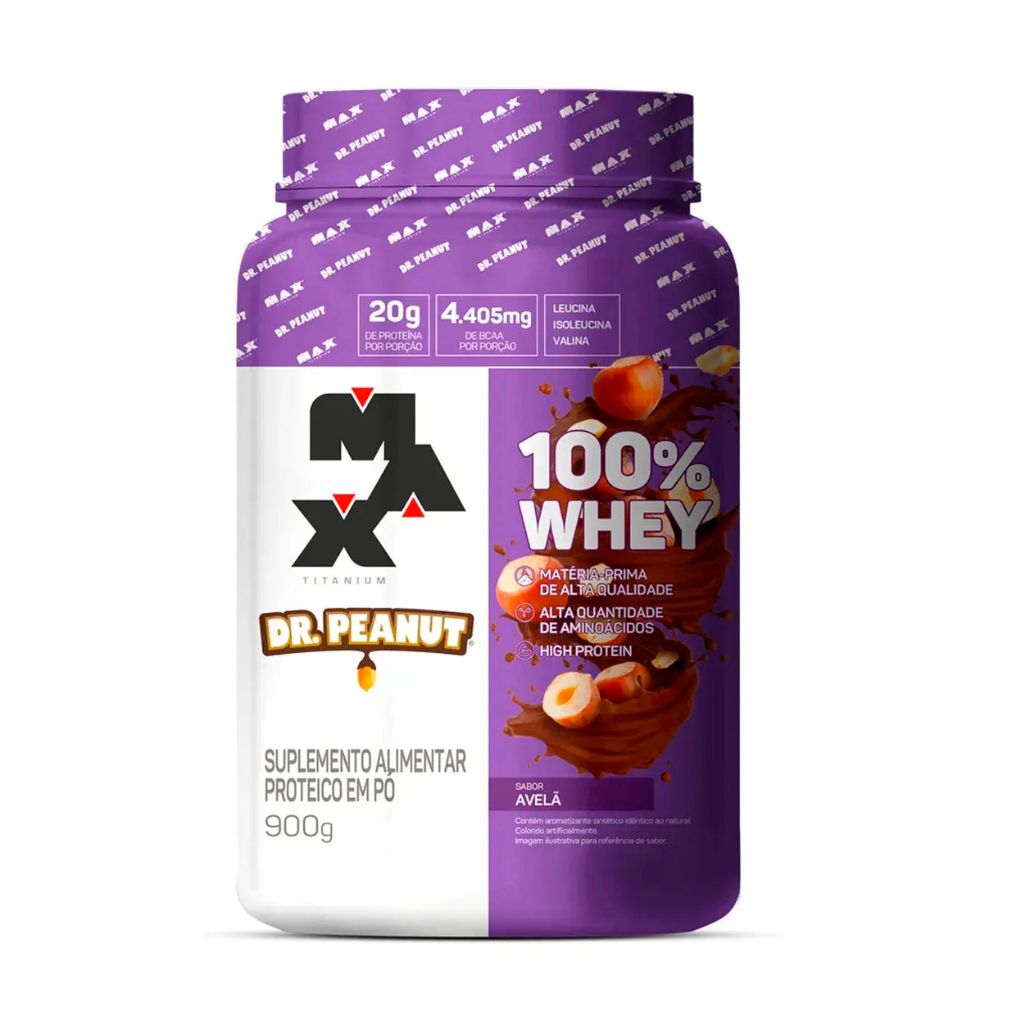 MAX TITANIUM DR. PEANUT
20g
DE PROTEÍNA
POR PORÇÃO
4.405mg
DE BCAA
POR PORÇÃO
LEUCINA
ISOLEUCINA
VALINA
MAX
TITANIUM
DR. PEANUT
SUPLEMENTO ALIMENTAR
PROTEICO EM PÓ
900g
100%
WHEY
MATÉRIA-PRIMA
DE ALTA QUALIDADE
ALTA QUANTIDADE
DE AMINOÁCIDOS
HIGH PROTEIN
SABOR
AVELÃ
Contém aromatizante sintético idêntico ao natural.
Colorido artificialmente.
Imagem ilustrativa para referência de sabor.